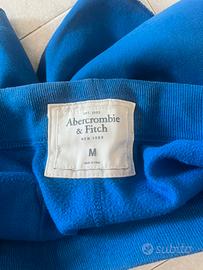 EST. 1892
Abercrombie
& Fitch
NEW YORK
M
subito